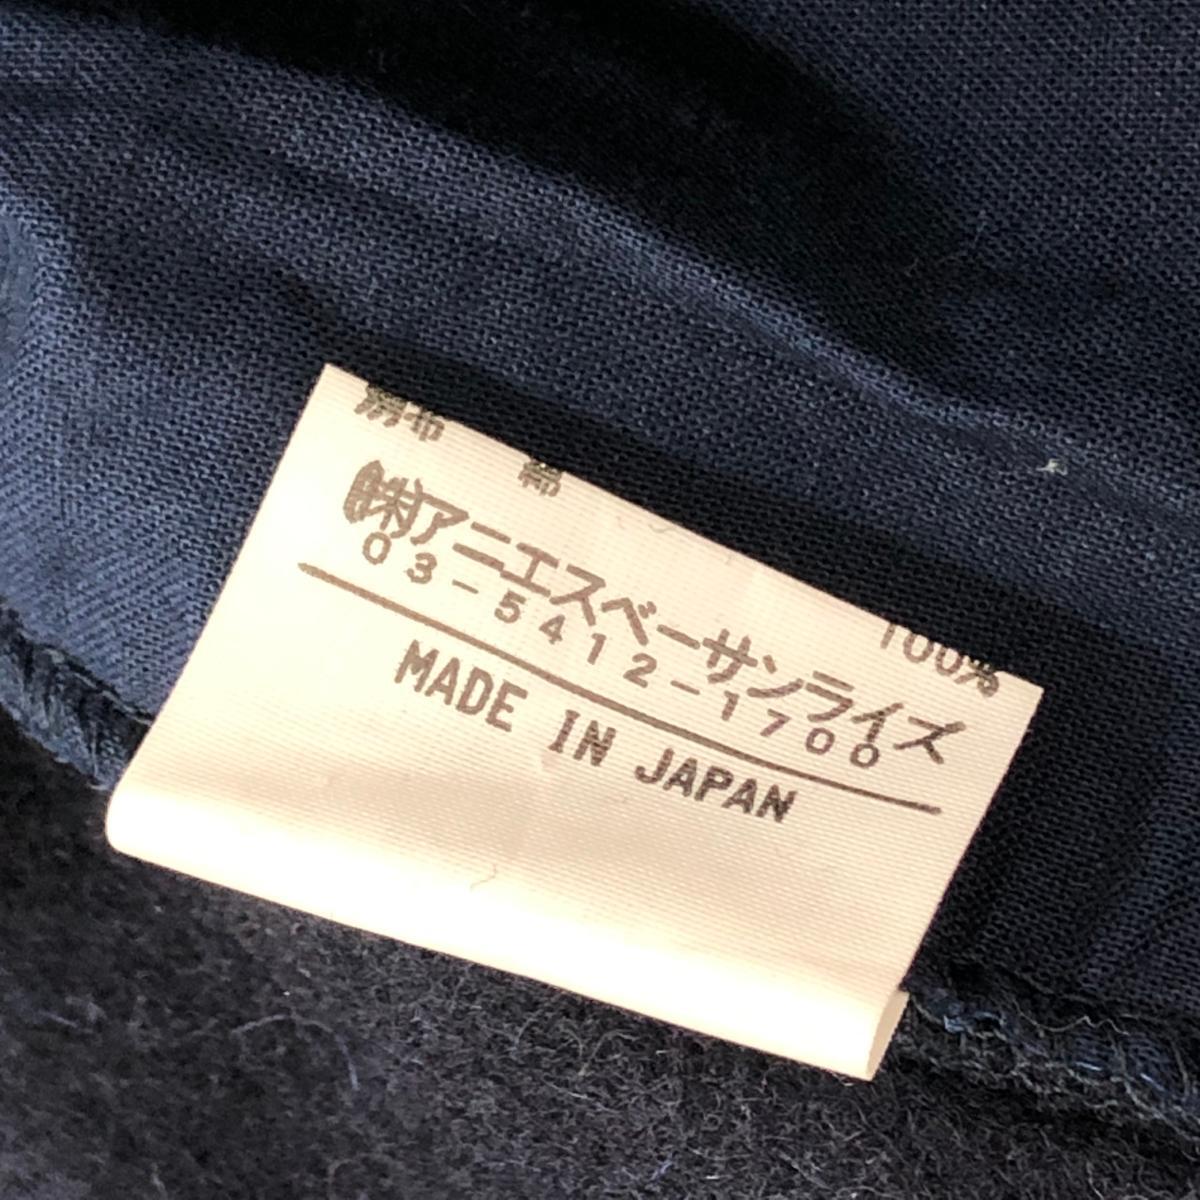 別布 綿 100%
㈱アニエスベーサンライズ
03-5412-1700
MADE IN JAPAN